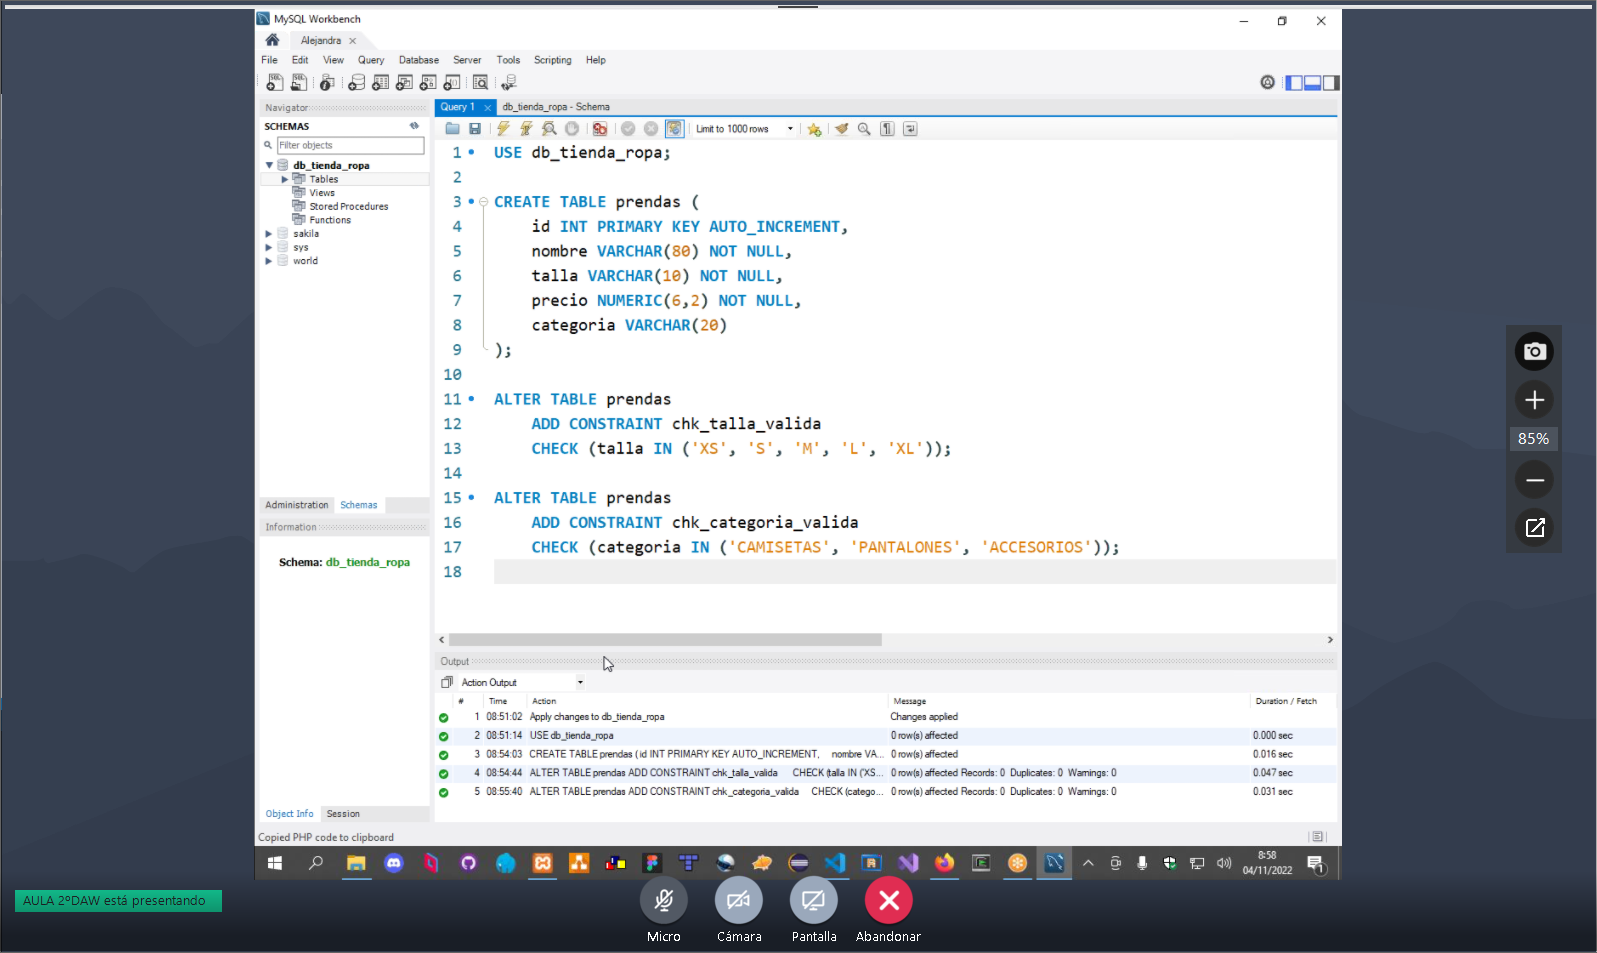 MySQL Workbench
Alejandra
File Edit View Query Database Server Tools Scripting Help
Navigator
SCHEMAS
Filter objects
db_tienda_ropa
Tables
Views
Stored Procedures
Functions
sakila
sys
world
Administration Schemas
Information
Schema: db_tienda_ropa
Object Info Session
Query 1 db_tienda_ropa - Schema
Limit to 1000 rows
1 USE db_tienda_ropa;
2
3 CREATE TABLE prendas (
4 id INT PRIMARY KEY AUTO_INCREMENT,
5 nombre VARCHAR(80) NOT NULL,
6 talla VARCHAR(10) NOT NULL,
7 precio NUMERIC(6,2) NOT NULL,
8 categoria VARCHAR(20)
9 );
10
11 ALTER TABLE prendas
12 ADD CONSTRAINT chk_talla_valida
13 CHECK (talla IN ('XS', 'S', 'M', 'L', 'XL'));
14
15 ALTER TABLE prendas
16 ADD CONSTRAINT chk_categoria_valida
17 CHECK (categoria IN ('CAMISETAS', 'PANTALONES', 'ACCESORIOS'));
18
Output
Action Output
# Time Action Message Duration / Fetch
1 08:51:02 Apply changes to db_tienda_ropa Changes applied
2 08:51:14 USE db_tienda_ropa 0 row(s) affected 0.000 sec
3 08:54:03 CREATE TABLE prendas ( id INT PRIMARY KEY AUTO_INCREMENT, nombre VA... 0 row(s) affected 0.016 sec
4 08:54:44 ALTER TABLE prendas ADD CONSTRAINT chk_talla_valida CHECK (talla IN ('XS... 0 row(s) affected Records: 0 Duplicates: 0 Warnings: 0 0.047 sec
5 08:55:40 ALTER TABLE prendas ADD CONSTRAINT chk_categoria_valida CHECK (catego... 0 row(s) affected Records: 0 Duplicates: 0 Warnings: 0 0.031 sec
Copied PHP code to clipboard
8:58
04/11/2022
1
85%
AULA 2ºDAW está presentando
Micro Cámara Pantalla Abandonar